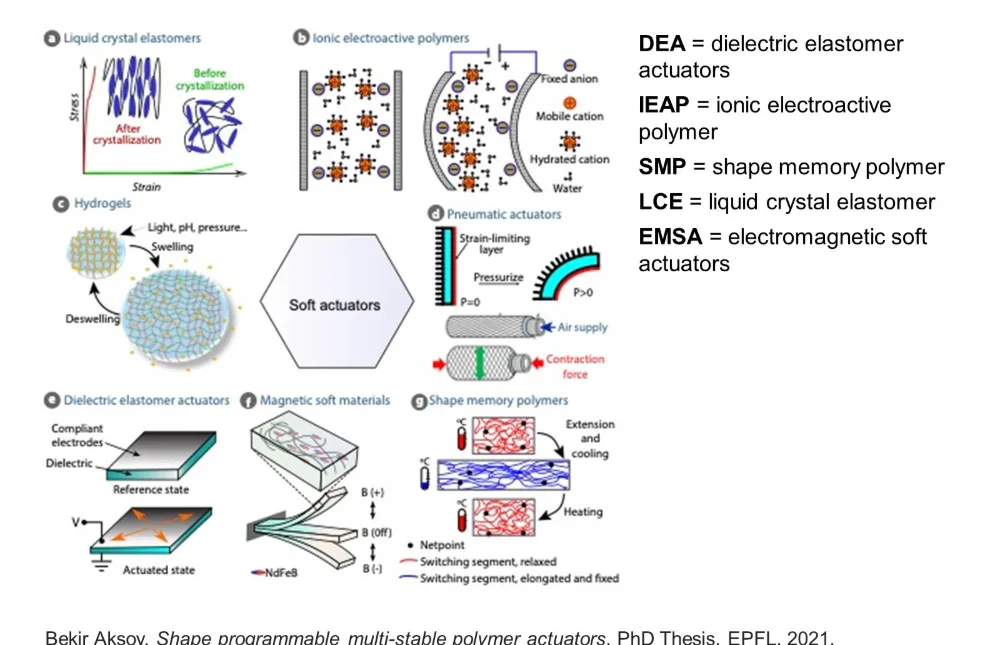 a Liquid crystal elastomers
Stress
Before
crystallization
After
crystallization
Strain
b Ionic electroactive polymers
- +
Fixed anion
Mobile cation
Hydrated cation
Water
c Hydrogels
Light, pH, pressure...
Swelling
Deswelling
Soft actuators
d Pneumatic actuators
Strain-limiting
layer
Pressurize
P=0
P>0
Air supply
Contraction
force
e Dielectric elastomer actuators
Compliant
electrodes
Dielectric
Reference state
V
Actuated state
f Magnetic soft materials
B (+)
B (Off)
B (-)
NdFeB
g Shape memory polymers
°C
Extension
and
cooling
°C
°C
Heating
Netpoint
Switching segment, relaxed
Switching segment, elongated and fixed
DEA = dielectric elastomer
actuators
IEAP = ionic electroactive
polymer
SMP = shape memory polymer
LCE = liquid crystal elastomer
EMSA = electromagnetic soft
actuators
Bekir Aksoy, Shape programmable multi-stable polymer actuators, PhD Thesis, EPFL, 2021.